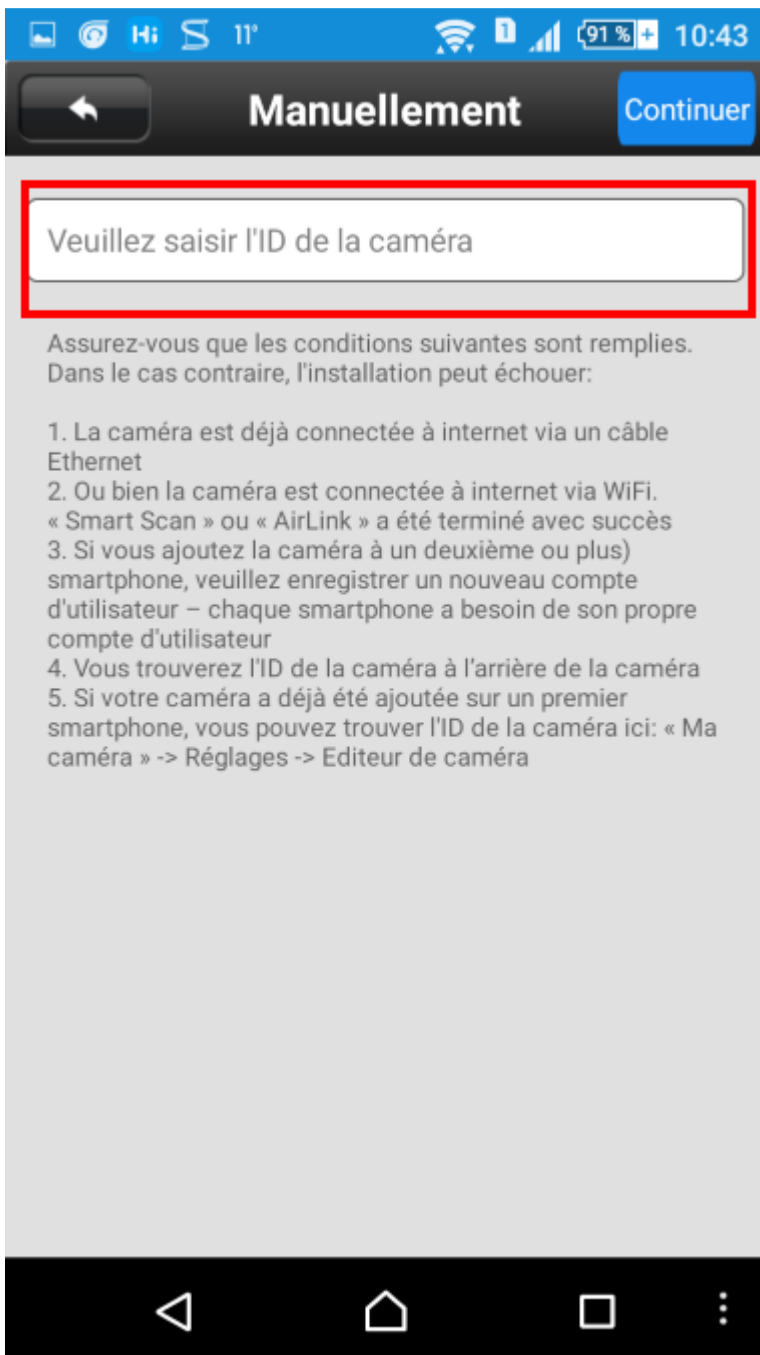 Hi 11° 1 91 % + 10:43
Manuellement
Continuer
Veuillez saisir l'ID de la caméra
Assurez-vous que les conditions suivantes sont remplies.
Dans le cas contraire, l'installation peut échouer:
1. La caméra est déjà connectée à internet via un câble
Ethernet
2. Ou bien la caméra est connectée à internet via WiFi.
« Smart Scan » ou « AirLink » a été terminé avec succès
3. Si vous ajoutez la caméra à un deuxième ou plus)
smartphone, veuillez enregistrer un nouveau compte
d'utilisateur – chaque smartphone a besoin de son propre
compte d'utilisateur
4. Vous trouverez l'ID de la caméra à l’arrière de la caméra
5. Si votre caméra a déjà été ajoutée sur un premier
smartphone, vous pouvez trouver l'ID de la caméra ici: « Ma
caméra » -> Réglages -> Editeur de caméra